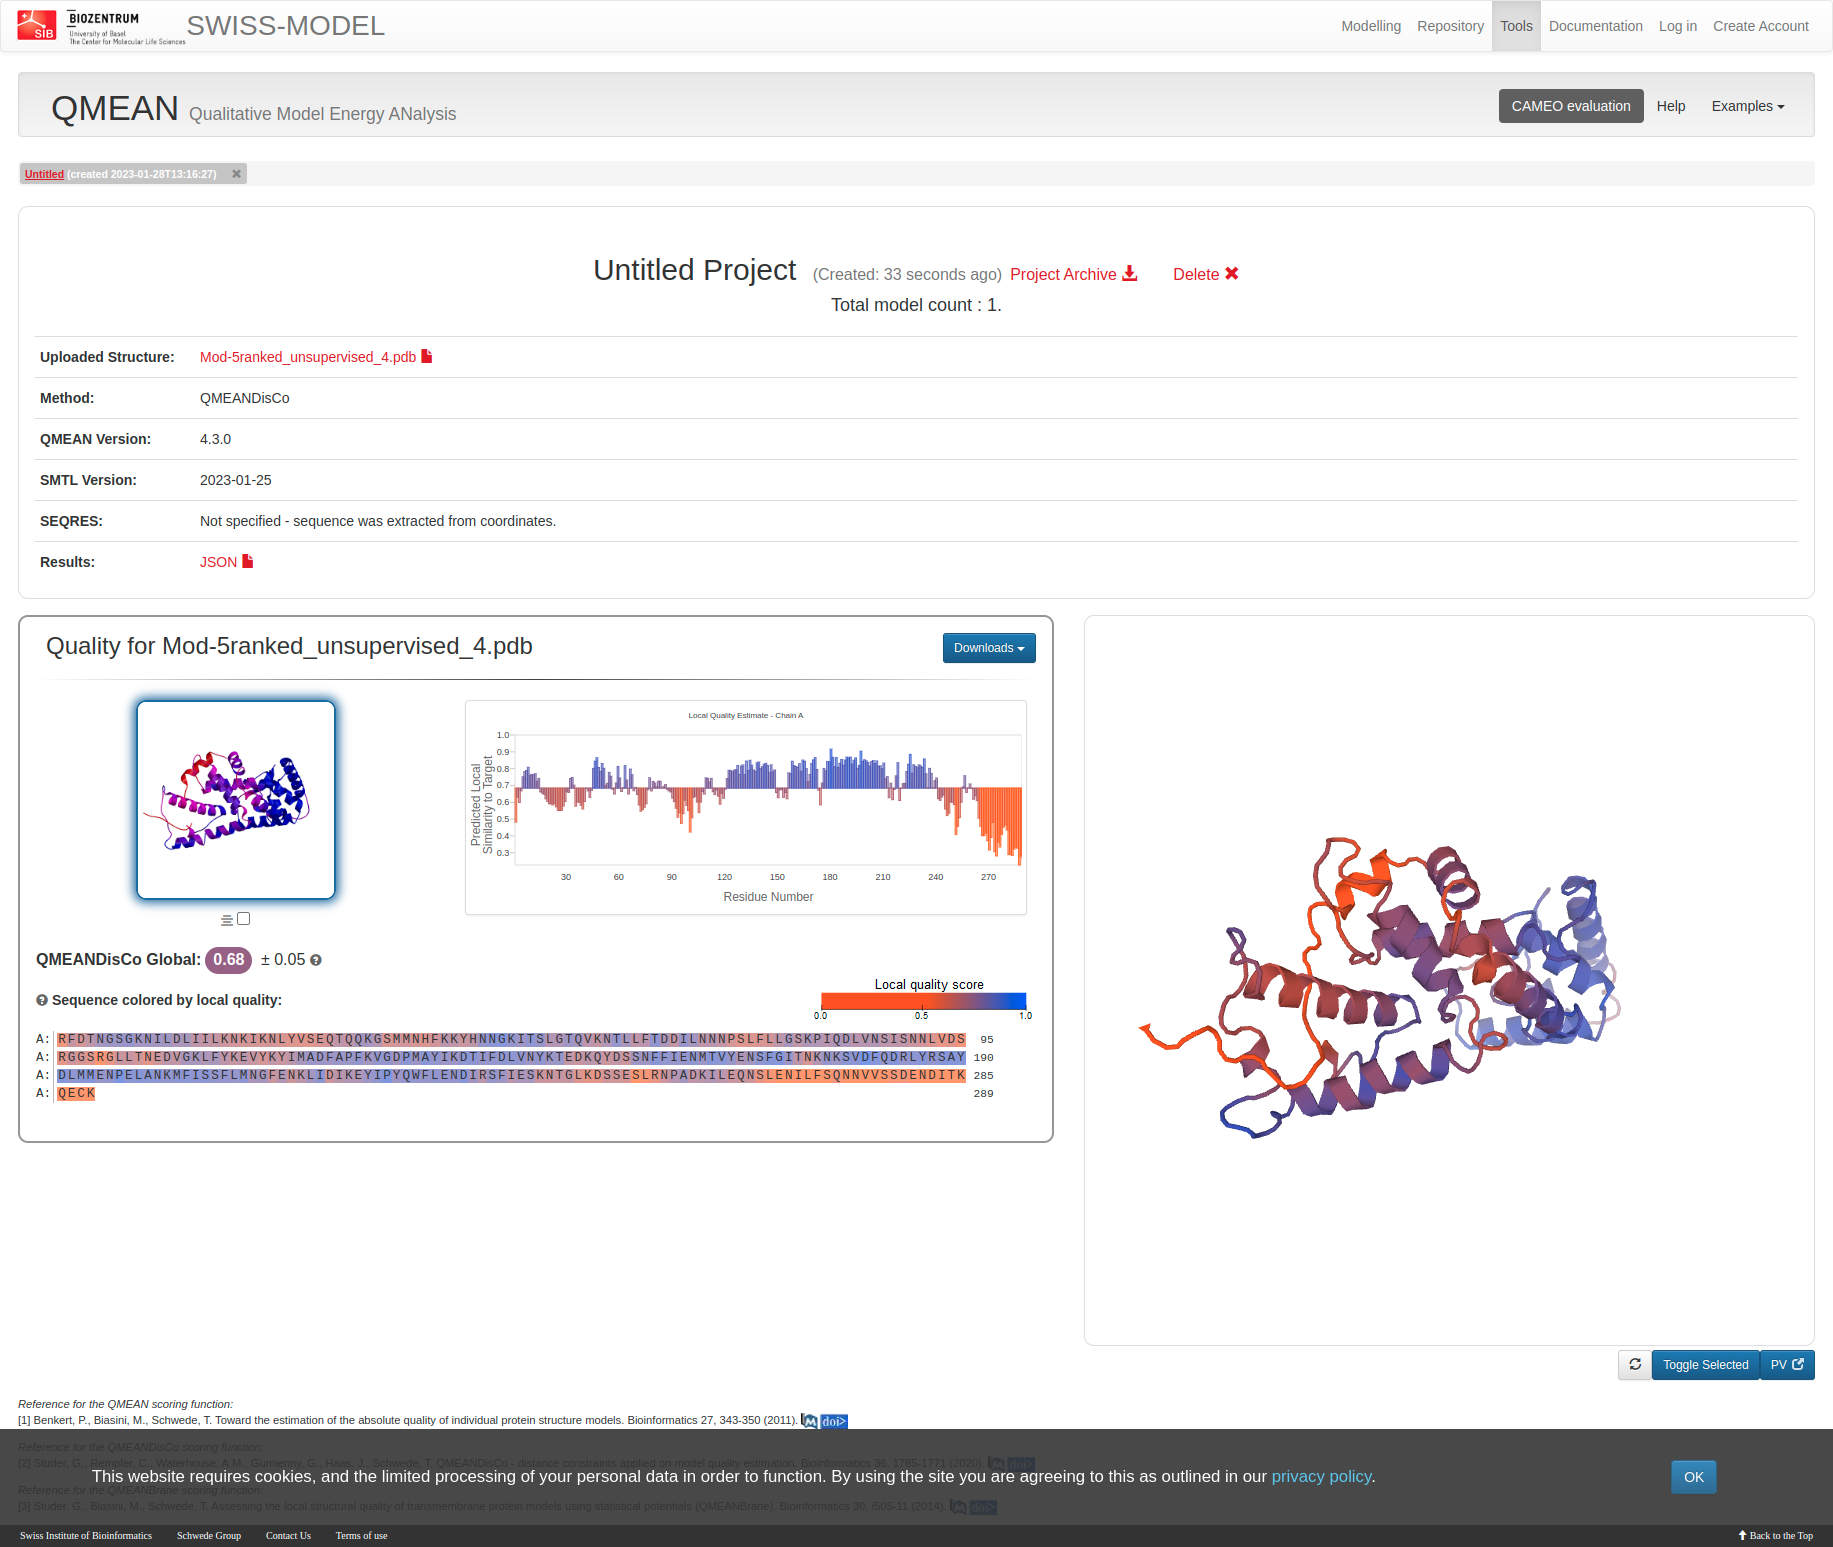 SIB
BIOZENTRUM
University of Basel
The Center for Molecular Life Sciences
SWISS-MODEL
Modelling Repository Tools Documentation Log in Create Account
QMEAN Qualitative Model Energy ANalysis
CAMEO evaluation Help Examples
Untitled (created 2023-01-28T13:16:27)
Untitled Project (Created: 33 seconds ago) Project Archive Delete
Total model count : 1.
Uploaded Structure: Mod-5ranked_unsupervised_4.pdb
Method: QMEANDisCo
QMEAN Version: 4.3.0
SMTL Version: 2023-01-25
SEQRES: Not specified - sequence was extracted from coordinates.
Results: JSON
Quality for Mod-5ranked_unsupervised_4.pdb
Downloads
Local Quality Estimate - Chain A
Predicted Local
Similarity to Target
1.0
0.9
0.8
0.7
0.6
0.5
0.4
0.3
30 60 90 120 150 180 210 240 270
Residue Number
QMEANDisCo Global: 0.68 ± 0.05
Sequence colored by local quality:
Local quality score
0.0 0.5 1.0
A: RFDTNGSGKNILDLIILKNKIKNLYVSEQTQQKGSMMNHFKKYHNNGKITSLGTQVKNTLLFTDDILNNNPSLFLLGSKPIQDLVNSISNNLVDS 95
A: RGGSRGLLTNEDVGKLFYKEVYKYIMADFAPFKVGDPMAYIKDTIFDLVNYKTEDKQYDSSNFFIENMTVYENSFGITNKNKSVDFQDRLYRSAY 190
A: DLMMENPELANKMFISSFLMNGFENKLIDIKEYIPYQWFLENDIRSFIESKNTGLKDSSESLRNPADKILEQNSLENILFSQNNVVSSDENDITK 285
A: QECK 289
Toggle Selected PV
Reference for the QMEAN scoring function:
[1] Benkert, P., Biasini, M., Schwede, T. Toward the estimation of the absolute quality of individual protein structure models. Bioinformatics 27, 343-350 (2011). doi>
Reference for the QMEANDisCo scoring function:
[2] Studer, G., Rempfer, C., Waterhouse, A.M., Gumienny, G., Haas, J., Schwede, T. QMEANDisCo - distance constraints applied on model quality estimation. Bioinformatics 36, 1765-1771 (2020). doi>
This website requires cookies, and the limited processing of your personal data in order to function. By using the site you are agreeing to this as outlined in our privacy policy.
OK
Reference for the QMEANBrane scoring function:
[3] Studer, G., Biasini, M., Schwede, T. Assessing the local structural quality of transmembrane protein models using statistical potentials (QMEANBrane). Bioinformatics 30, i505-11 (2014). doi>
Swiss Institute of Bioinformatics Schwede Group Contact Us Terms of use Back to the Top